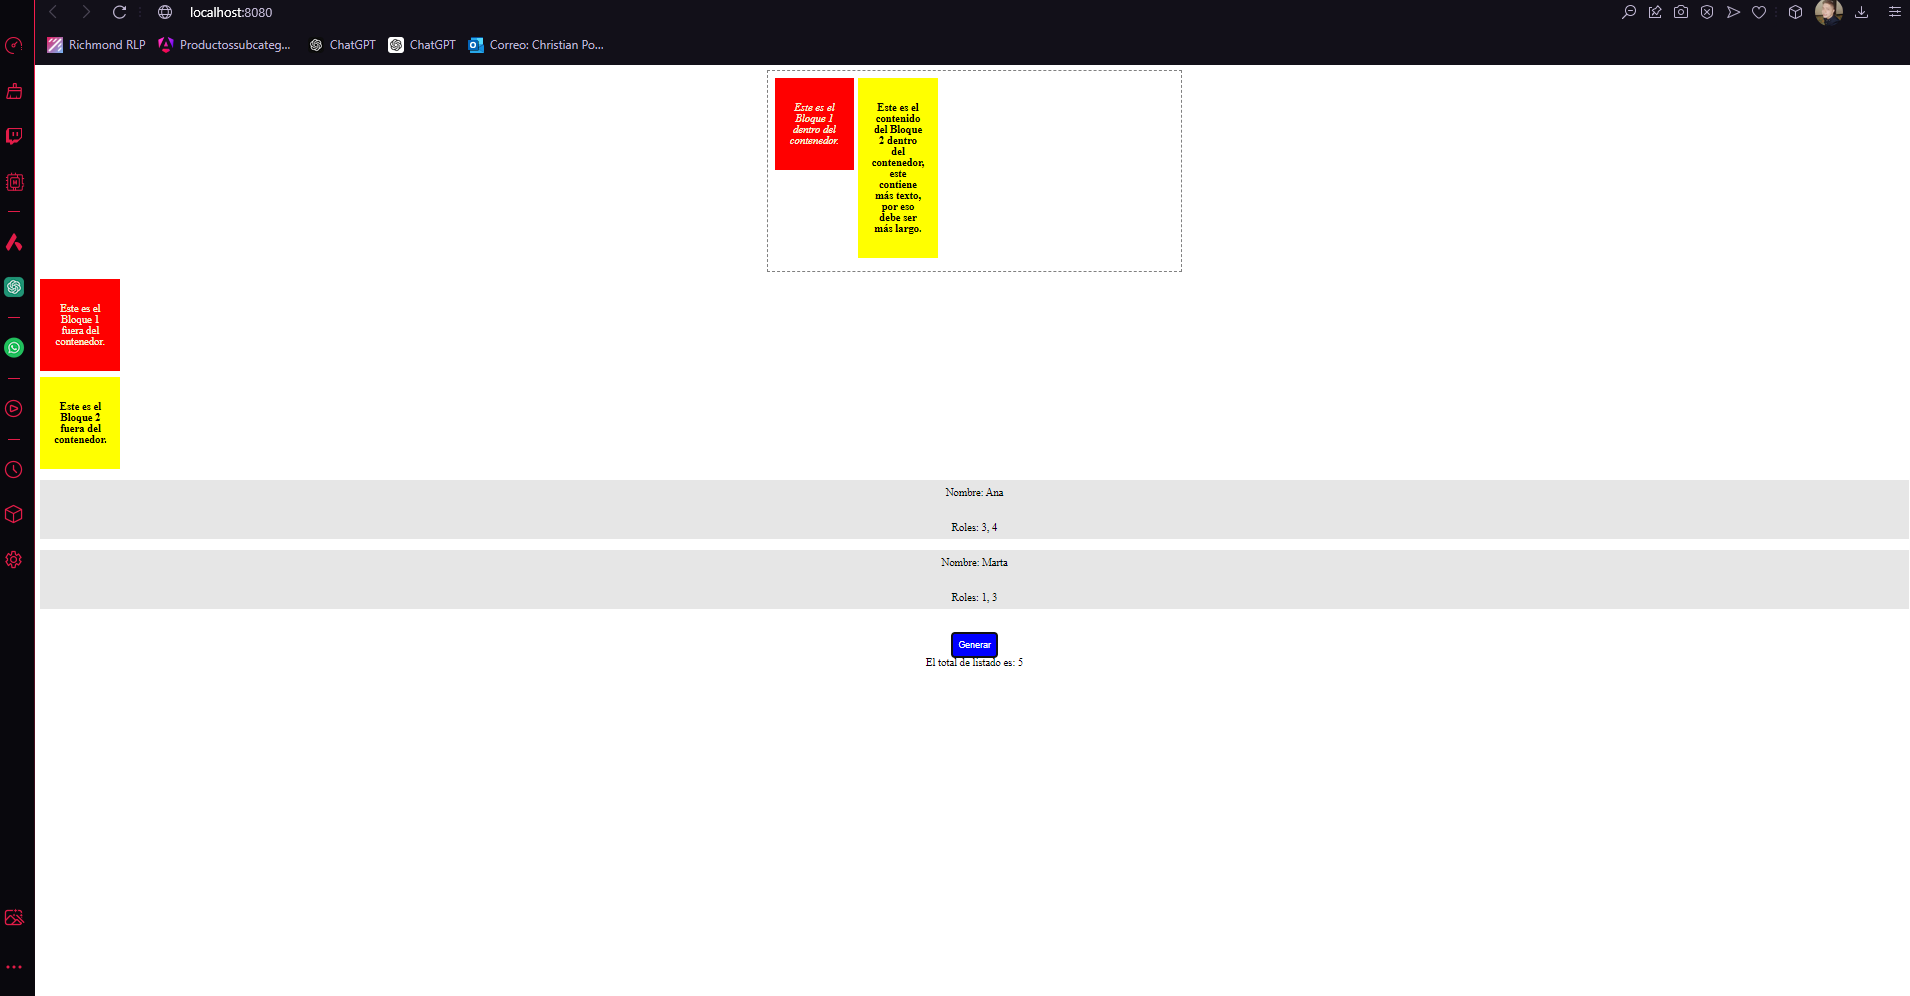 localhost:8080
Richmond RLP
Productossubcateg...
ChatGPT
ChatGPT
Correo: Christian Po...
Este es el
Bloque 1
dentro del
contenedor.
Este es el
contenido
del Bloque
2 dentro
del
contenedor,
este
contiene
más texto,
por eso
debe ser
más largo.
Este es el
Bloque 1
fuera del
contenedor.
Este es el
Bloque 2
fuera del
contenedor.
Nombre: Ana
Roles: 3, 4
Nombre: Marta
Roles: 1, 3
Generar
El total de listado es: 5